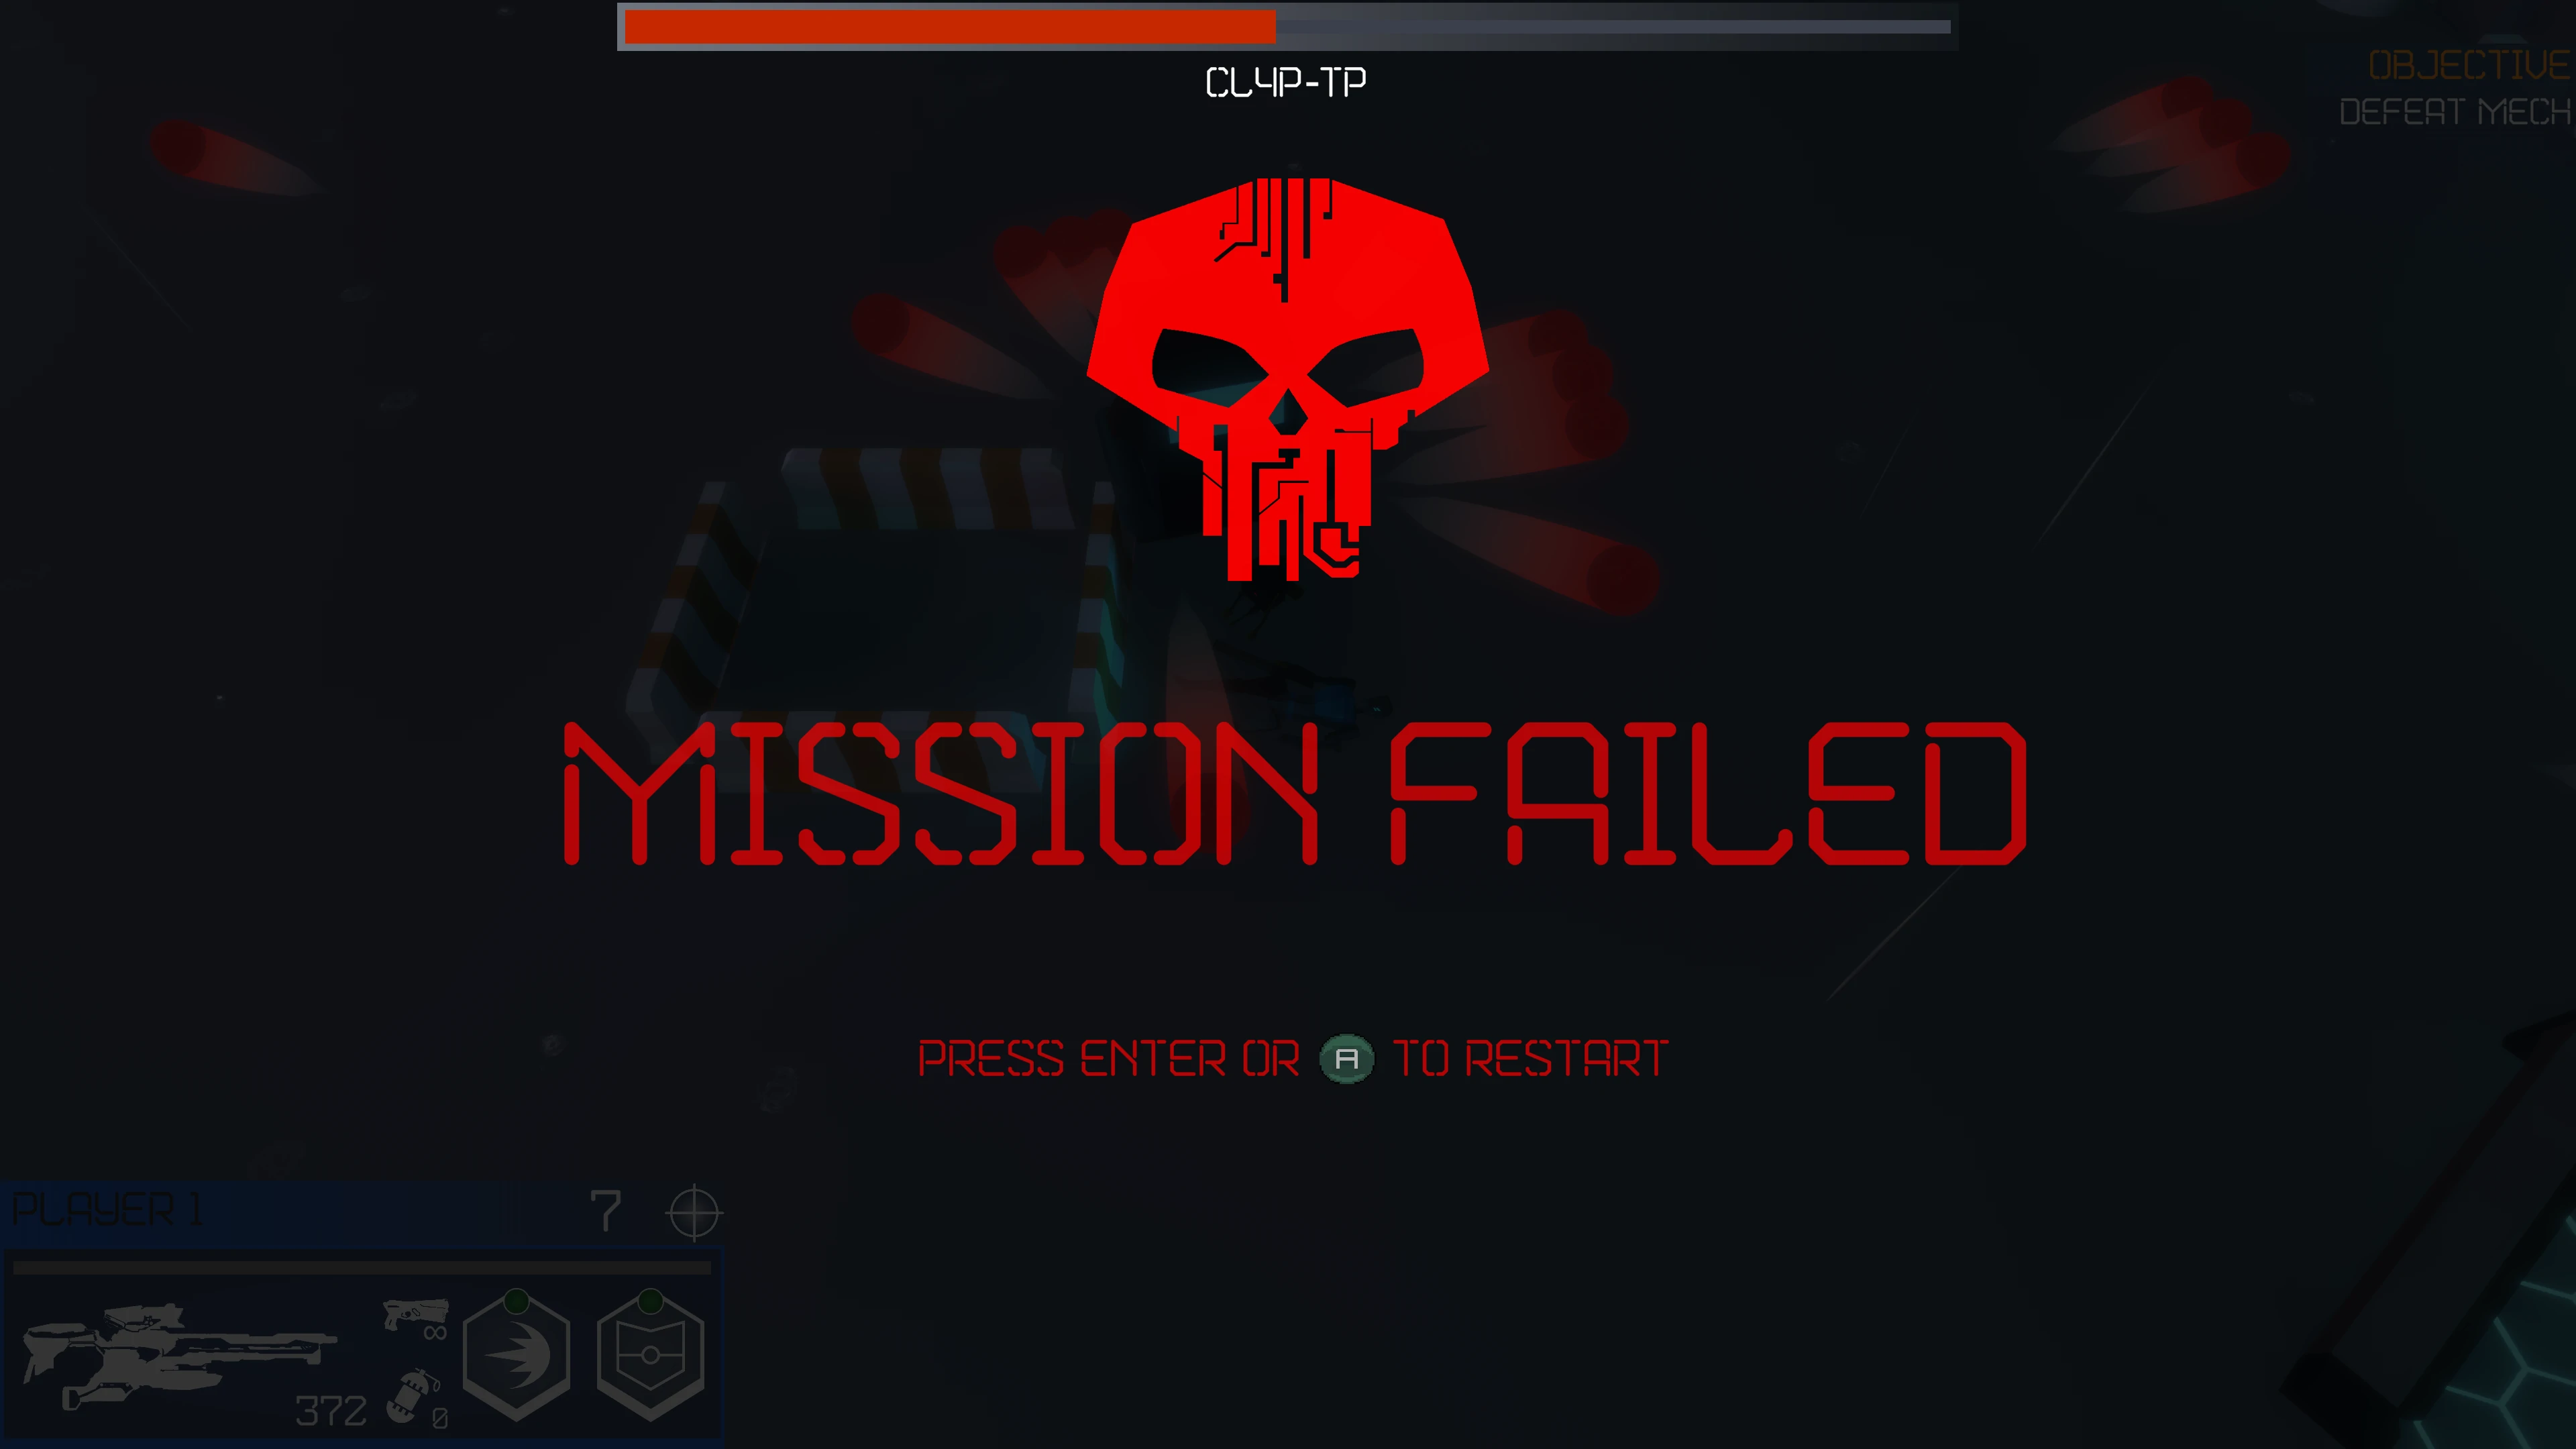 CL4P-TP
OBJECTIVE
DEFEAT MECH
MISSION FAILED
PRESS ENTER OR A TO RESTART
PLAYER 1
7
∞
372
0